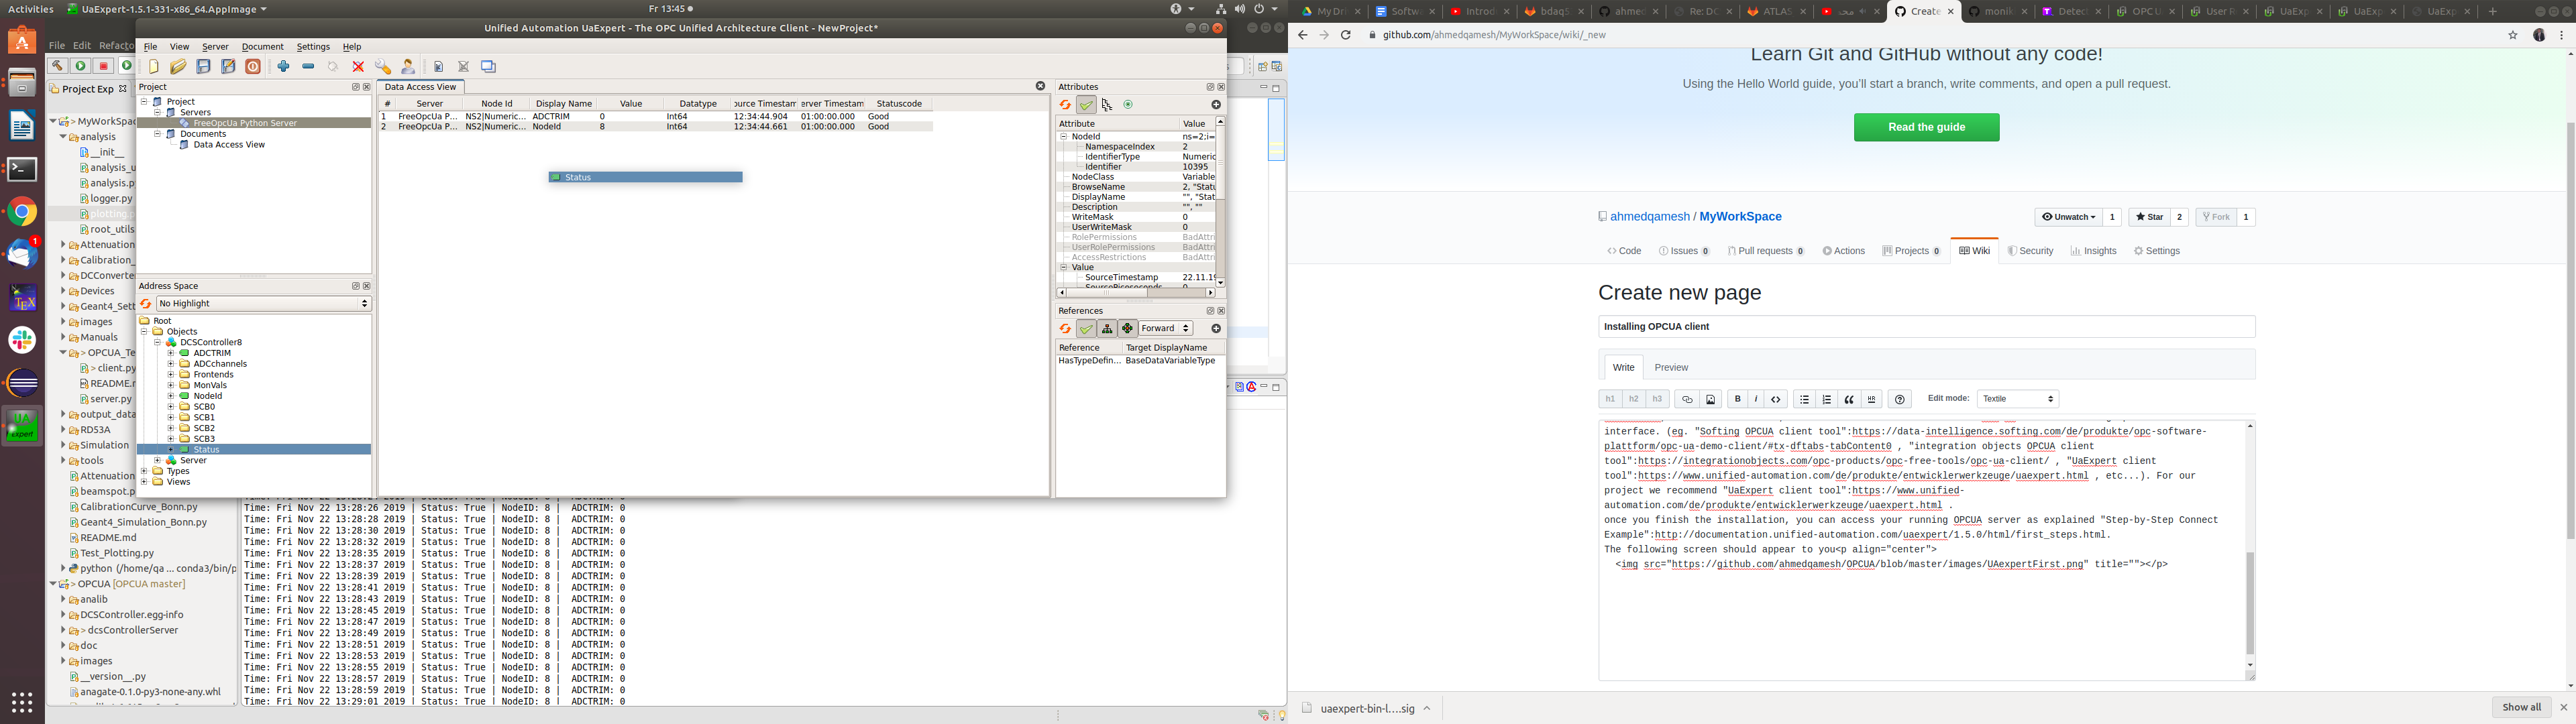 Activities
UaExpert-1.5.1-331-x86_64.AppImage
Fr 13:45
File Edit Refacto
Project Exp
MyWorkSpac
analysis
__init__
analysis_u
analysis.p
logger.py
plotting.
root_utils
Attenuation
Calibration_
DCConverte
Devices
Geant4_Sett
images
Manuals
> OPCUA_Te
> client.py
README.r
server.py
output_data
RD53A
Simulation
tools
Attenuation
beamspot.p
CalibrationCurve_Bonn.py
Geant4_Simulation_Bonn.py
README.md
Test_Plotting.py
python (/home/qa ... conda3/bin/p
OPCUA [OPCUA master]
analib
DCSController.egg-info
> dcsControllerServer
doc
images
__version__.py
anagate-0.1.0-py3-none-any.whl
Unified Automation UaExpert - The OPC Unified Architecture Client - NewProject*
File View Server Document Settings Help
Project
Project
Servers
FreeOpcUa Python Server
Documents
Data Access View
Address Space
No Highlight
Root
Objects
DCSController8
ADCTRIM
ADCchannels
Frontends
MonVals
NodeId
SCB0
SCB1
SCB2
SCB3
Status
Server
Types
Views
Data Access View
# Server Node Id Display Name Value Datatype ource Timestam erver Timestam Statuscode
1 FreeOpcUa P... NS2|Numeric... ADCTRIM 0 Int64 12:34:44.904 01:00:00.000 Good
2 FreeOpcUa P... NS2|Numeric... NodeId 8 Int64 12:34:44.661 01:00:00.000 Good
Status
Attributes
Attribute Value
NodeId ns=2;i=
NamespaceIndex 2
IdentifierType Numeric
Identifier 10395
NodeClass Variable
BrowseName 2, "Statu
DisplayName "", "Stat
Description "", ""
WriteMask 0
UserWriteMask 0
RolePermissions BadAttri
UserRolePermissions BadAttri
AccessRestrictions BadAttri
Value
SourceTimestamp 22.11.19
References
Forward
Reference Target DisplayName
HasTypeDefin... BaseDataVariableType
Time: Fri Nov 22 13:28:26 2019 | Status: True | NodeID: 8 | ADCTRIM: 0
Time: Fri Nov 22 13:28:28 2019 | Status: True | NodeID: 8 | ADCTRIM: 0
Time: Fri Nov 22 13:28:30 2019 | Status: True | NodeID: 8 | ADCTRIM: 0
Time: Fri Nov 22 13:28:32 2019 | Status: True | NodeID: 8 | ADCTRIM: 0
Time: Fri Nov 22 13:28:35 2019 | Status: True | NodeID: 8 | ADCTRIM: 0
Time: Fri Nov 22 13:28:37 2019 | Status: True | NodeID: 8 | ADCTRIM: 0
Time: Fri Nov 22 13:28:39 2019 | Status: True | NodeID: 8 | ADCTRIM: 0
Time: Fri Nov 22 13:28:41 2019 | Status: True | NodeID: 8 | ADCTRIM: 0
Time: Fri Nov 22 13:28:43 2019 | Status: True | NodeID: 8 | ADCTRIM: 0
Time: Fri Nov 22 13:28:45 2019 | Status: True | NodeID: 8 | ADCTRIM: 0
Time: Fri Nov 22 13:28:47 2019 | Status: True | NodeID: 8 | ADCTRIM: 0
Time: Fri Nov 22 13:28:49 2019 | Status: True | NodeID: 8 | ADCTRIM: 0
Time: Fri Nov 22 13:28:51 2019 | Status: True | NodeID: 8 | ADCTRIM: 0
Time: Fri Nov 22 13:28:53 2019 | Status: True | NodeID: 8 | ADCTRIM: 0
Time: Fri Nov 22 13:28:55 2019 | Status: True | NodeID: 8 | ADCTRIM: 0
Time: Fri Nov 22 13:28:57 2019 | Status: True | NodeID: 8 | ADCTRIM: 0
Time: Fri Nov 22 13:28:59 2019 | Status: True | NodeID: 8 | ADCTRIM: 0
Time: Fri Nov 22 13:29:01 2019 | Status: True | NodeID: 8 | ADCTRIM: 0
My Dri Softwa Introdu bdaqS ahmed Re: DC ATLAS Create monik Detect OPC U User R UaExp UaExp UaExp
github.com/ahmedqamesh/MyWorkSpace/wiki/_new
Learn Git and GitHub without any code!
Using the Hello World guide, you'll start a branch, write comments, and open a pull request.
Read the guide
ahmedqamesh / MyWorkSpace
Unwatch 1 Star 2 Fork 1
Code Issues 0 Pull requests 0 Actions Projects 0 Wiki Security Insights Settings
Create new page
Installing OPCUA client
Write Preview
h1 h2 h3 B i Edit mode: Textile
interface. (eg. "Softing OPCUA client tool":https://data-intelligence.softing.com/de/produkte/opc-software-
plattform/opc-ua-demo-client/#tx-dftabs-tabContent0 , "integration objects OPCUA client
tool":https://integrationobjects.com/opc-products/opc-free-tools/opc-ua-client/ , "UaExpert client
tool":https://www.unified-automation.com/de/produkte/entwicklerwerkzeuge/uaexpert.html , etc...). For our
project we recommend "UaExpert client tool":https://www.unified-
automation.com/de/produkte/entwicklerwerkzeuge/uaexpert.html .
once you finish the installation, you can access your running OPCUA server as explained "Step-by-Step Connect
Example":http://documentation.unified-automation.com/uaexpert/1.5.0/html/first_steps.html.
The following screen should appear to you<p align="center">
<img src="https://github.com/ahmedqamesh/OPCUA/blob/master/images/UAexpertFirst.png" title=""></p>
uaexpert-bin-l....sig
Show all